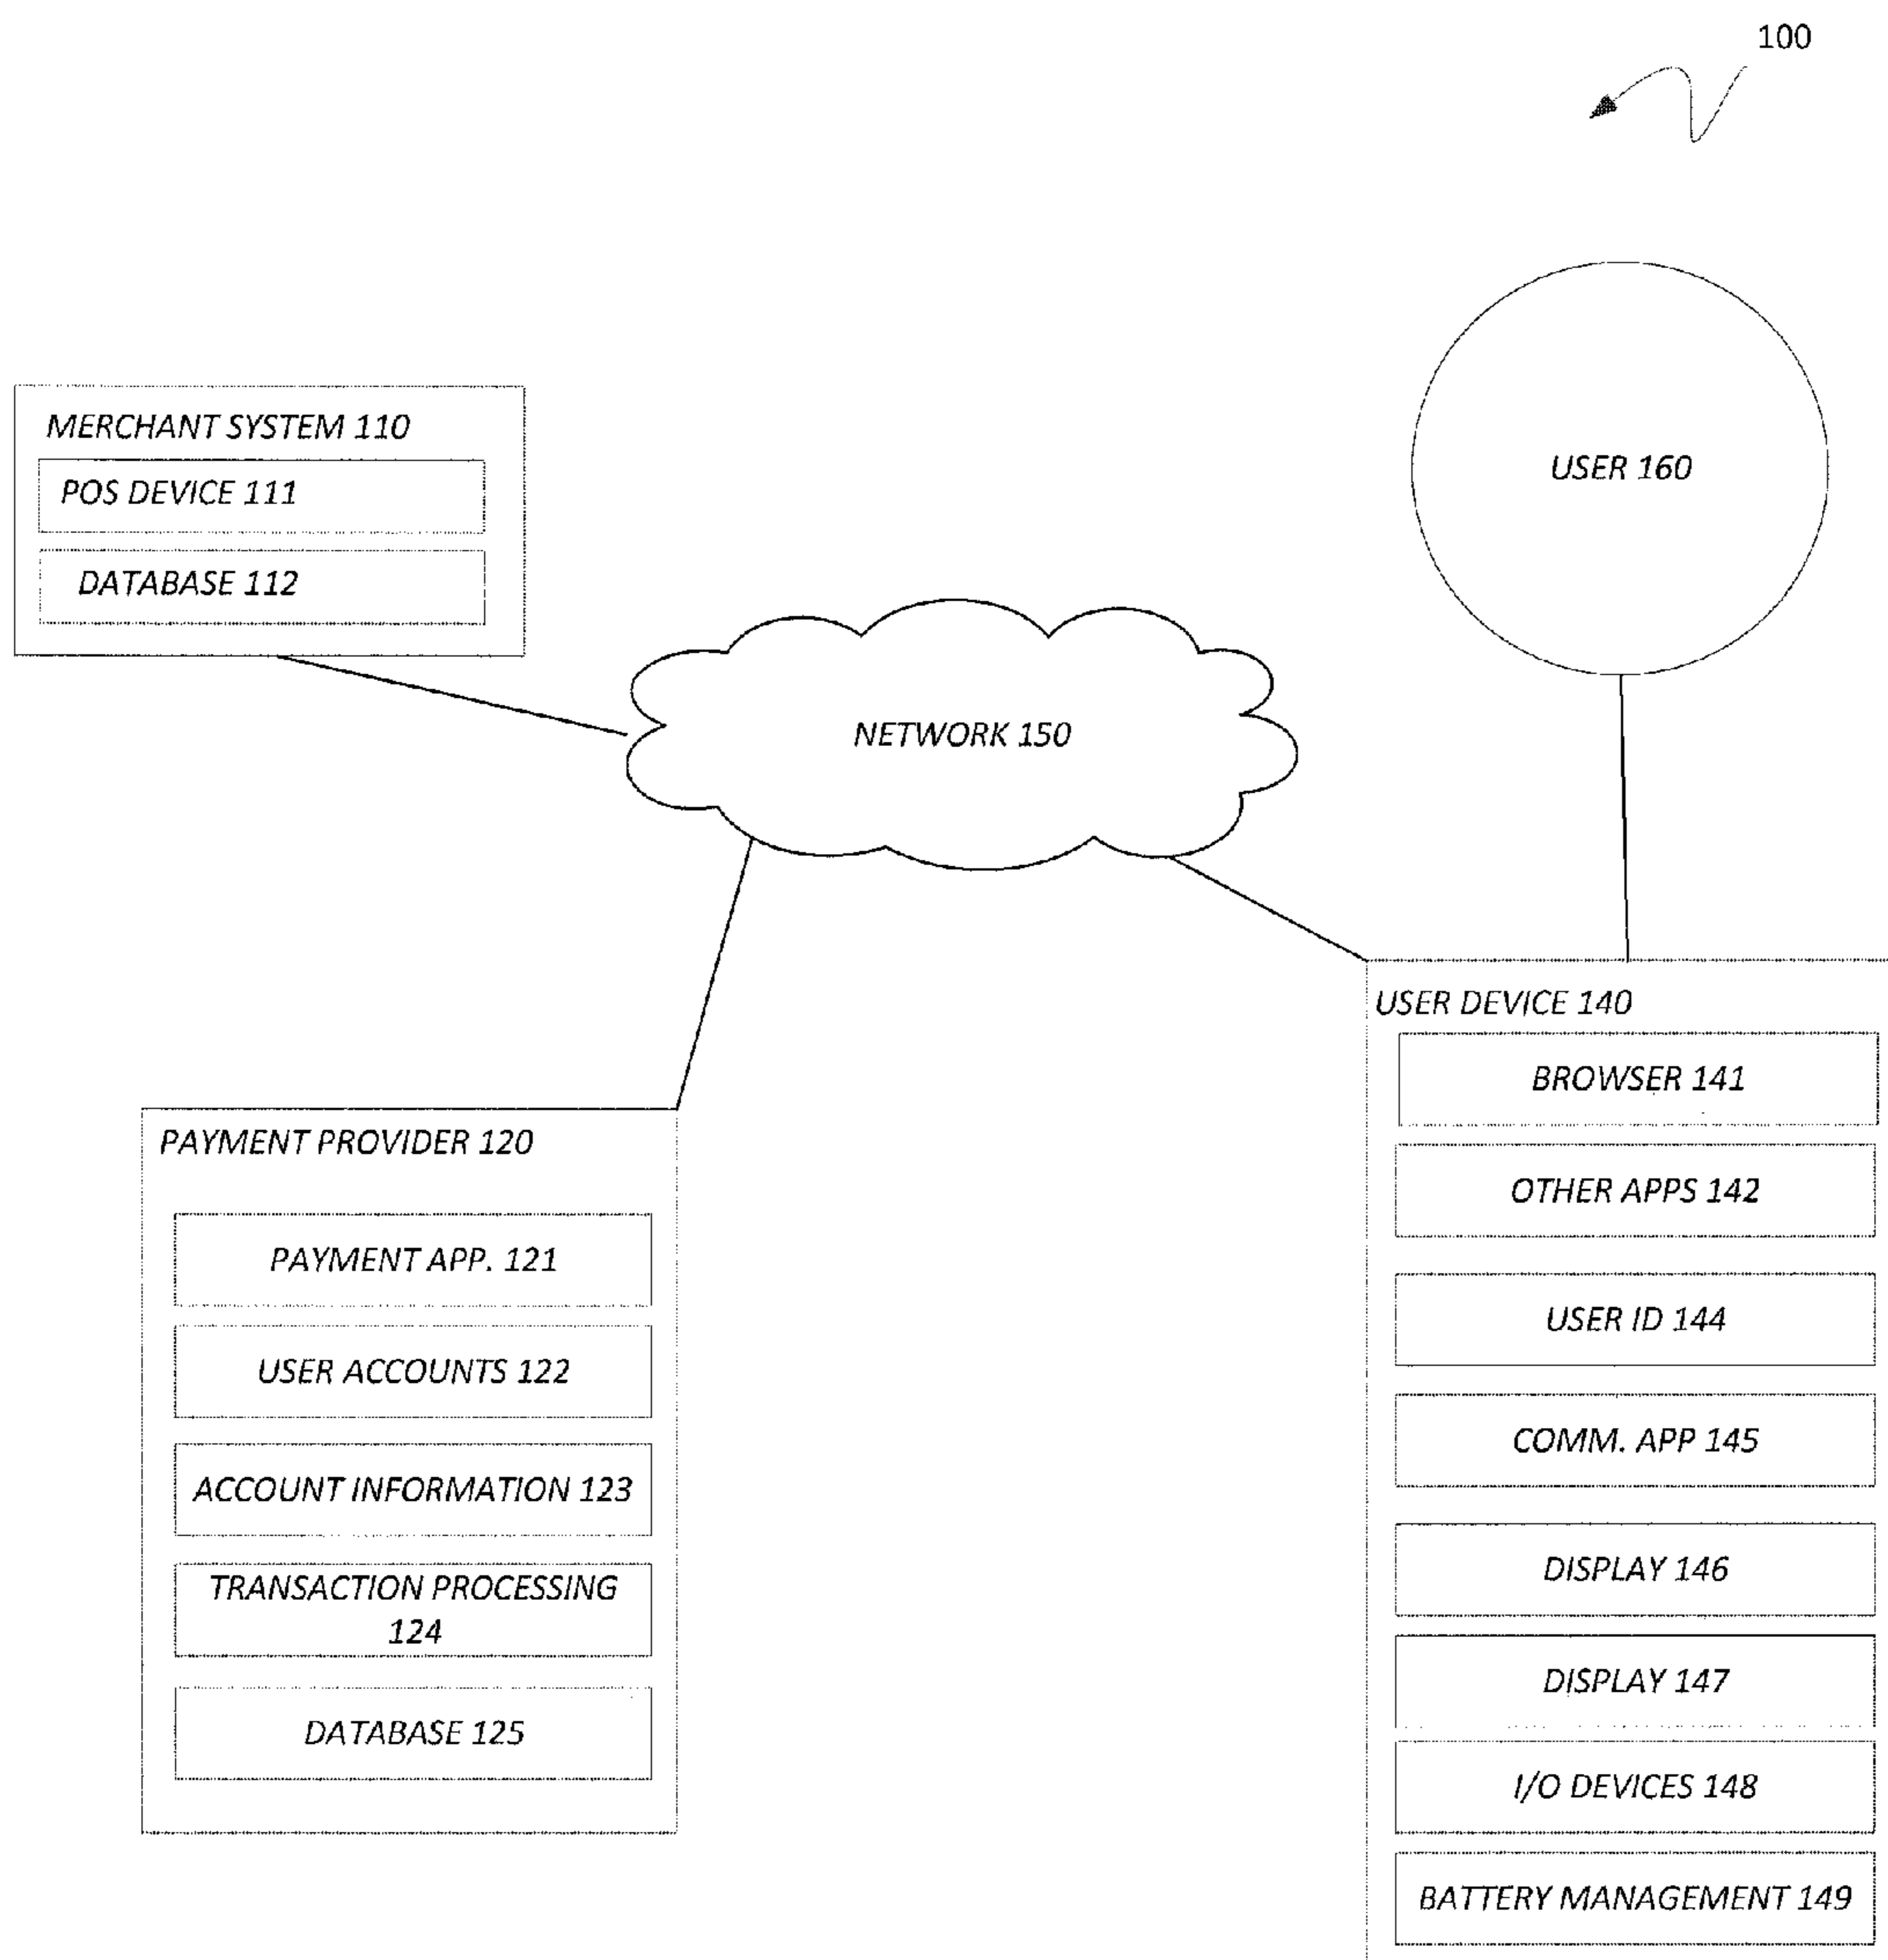 100
MERCHANT SYSTEM 110
POS DEVICE 111
DATABASE 112
USER 160
NETWORK 150
PAYMENT PROVIDER 120
PAYMENT APP. 121
USER ACCOUNTS 122
ACCOUNT INFORMATION 123
TRANSACTION PROCESSING
124
DATABASE 125
USER DEVICE 140
BROWSER 141
OTHER APPS 142
USER ID 144
COMM. APP 145
DISPLAY 146
DISPLAY 147
I/O DEVICES 148
BATTERY MANAGEMENT 149